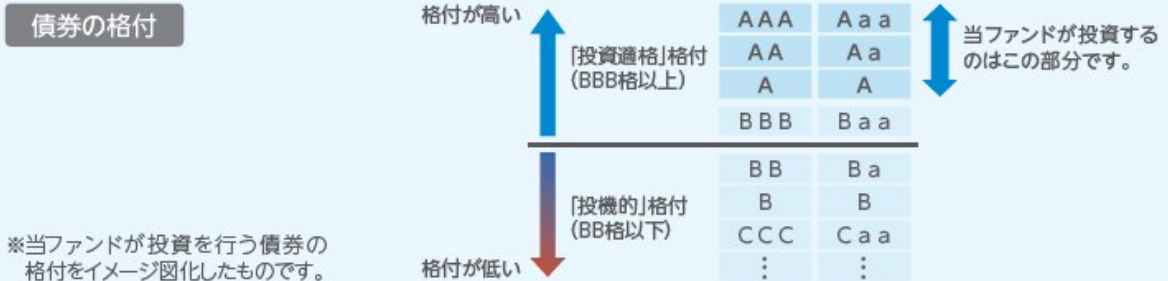 債券の格付
格付が高い
「投資適格」格付
(BBB格以上)
AAA Aaa
AA Aa
A A
BBB Baa
当ファンドが投資する
のはこの部分です。
「投機的」格付
(BB格以下)
BB Ba
B B
CCC Caa
⋮ ⋮
格付が低い
※当ファンドが投資を行う債券の
格付をイメージ図化したものです。